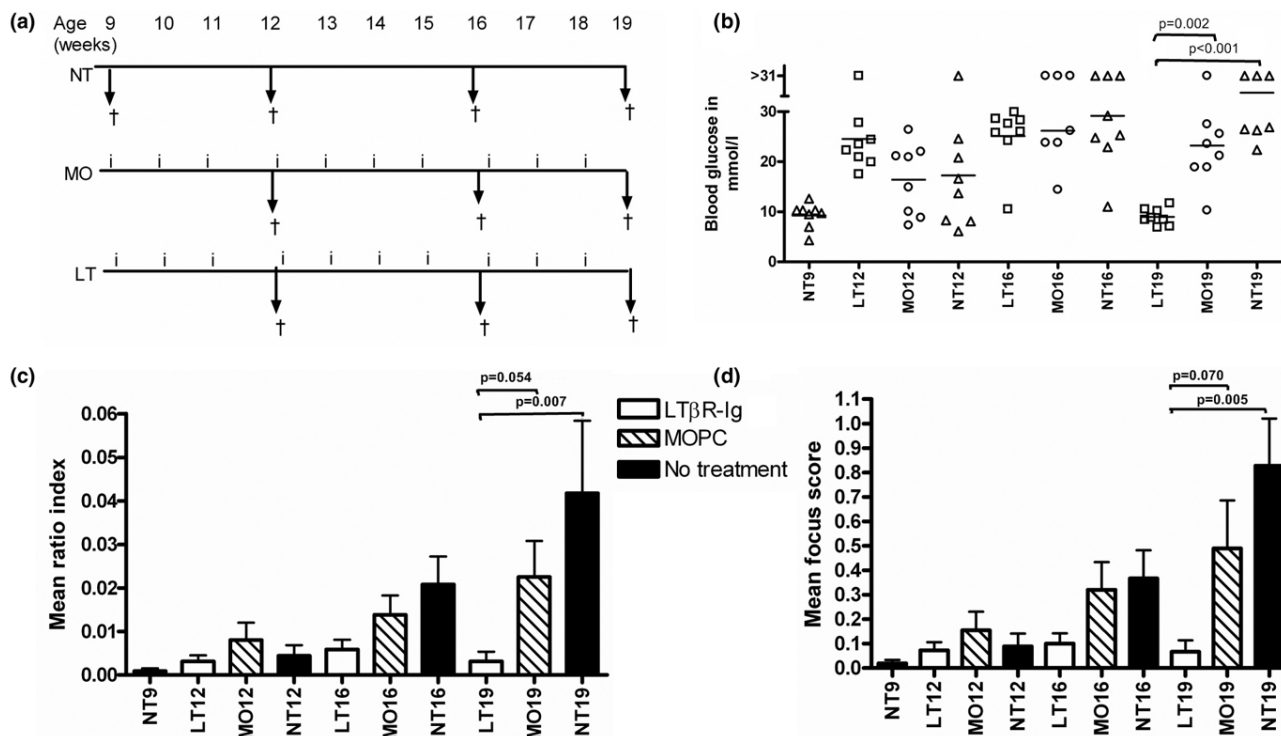 (a) Age 9 10 11 12 13 14 15 16 17 18 19
(weeks)
NT
† † † †
i i i i i i i i i i
MO
† † †
i i i i i i i i i i
LT
† † †
(b)
p=0.002
p<0.001
>31
30
20
10
0
Blood glucose in
mmol/l
NT9 LT12 MO12 NT12 LT16 MO16 NT16 LT19 MO19 NT19
(c)
p=0.054
p=0.007
0.06
0.05
0.04
0.03
0.02
0.01
0.00
Mean ratio index
NT9 LT12 MO12 NT12 LT16 MO16 NT16 LT19 MO19 NT19
LTβR-Ig
MOPC
No treatment
(d)
p=0.070
p=0.005
1.1
1.0
0.9
0.8
0.7
0.6
0.5
0.4
0.3
0.2
0.1
0.0
Mean focus score
NT9 LT12 MO12 NT12 LT16 MO16 NT16 LT19 MO19 NT19